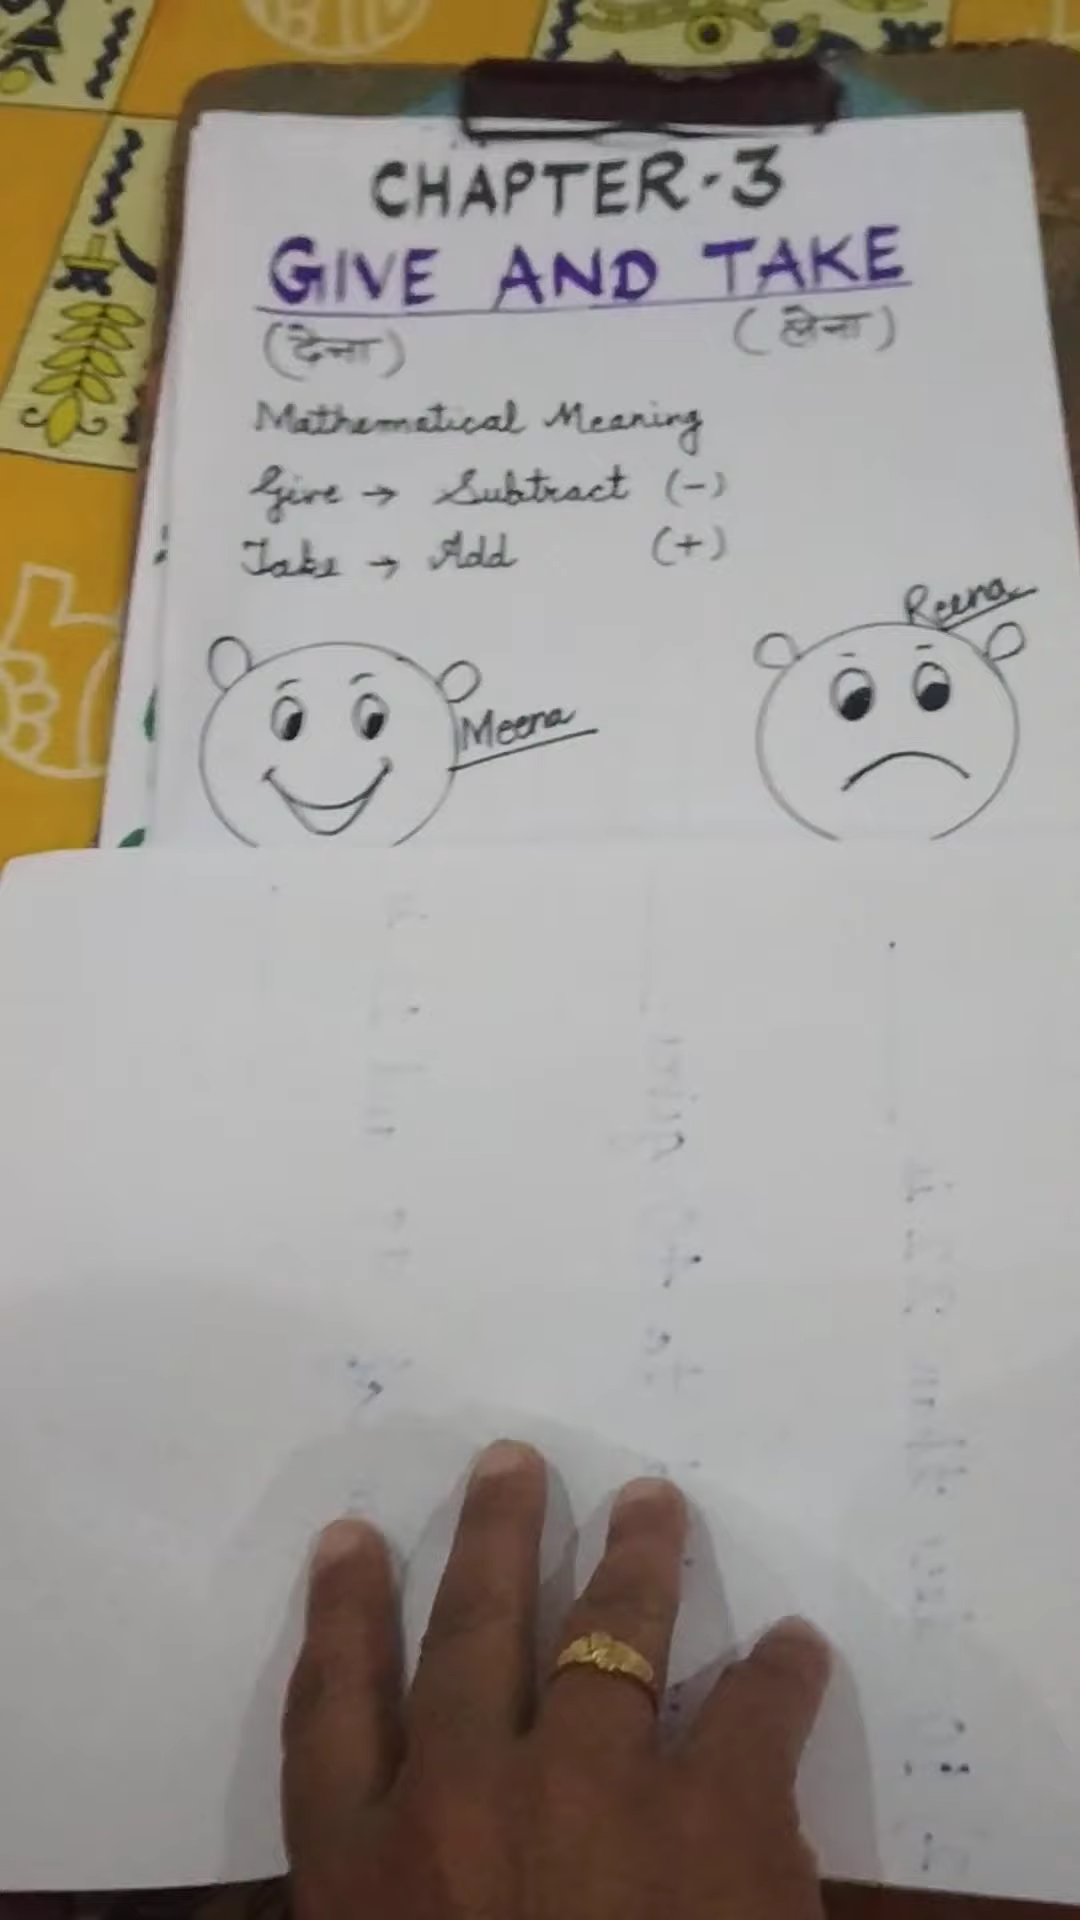 CHAPTER-3
GIVE AND TAKE
(देना) (लेना)
Mathematical Meaning
Give → Subtract (-)
Take → Add (+)
Reena
Meena